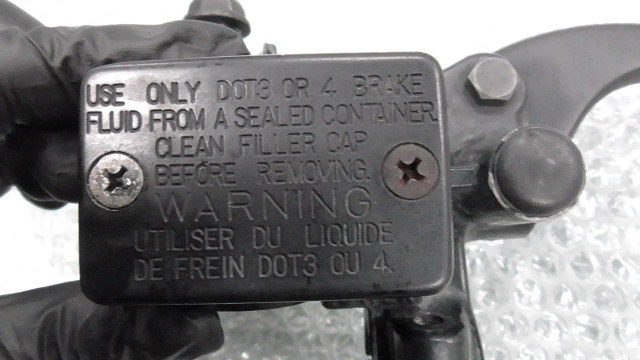 USE ONLY DOT3 OR 4 BRAKE
FLUID FROM A SEALED CONTAINER.
CLEAN FILLER CAP
BEFORE REMOVING.
WARNING
UTILISER DU LIQUIDE
DE FREIN DOT3 OU 4.